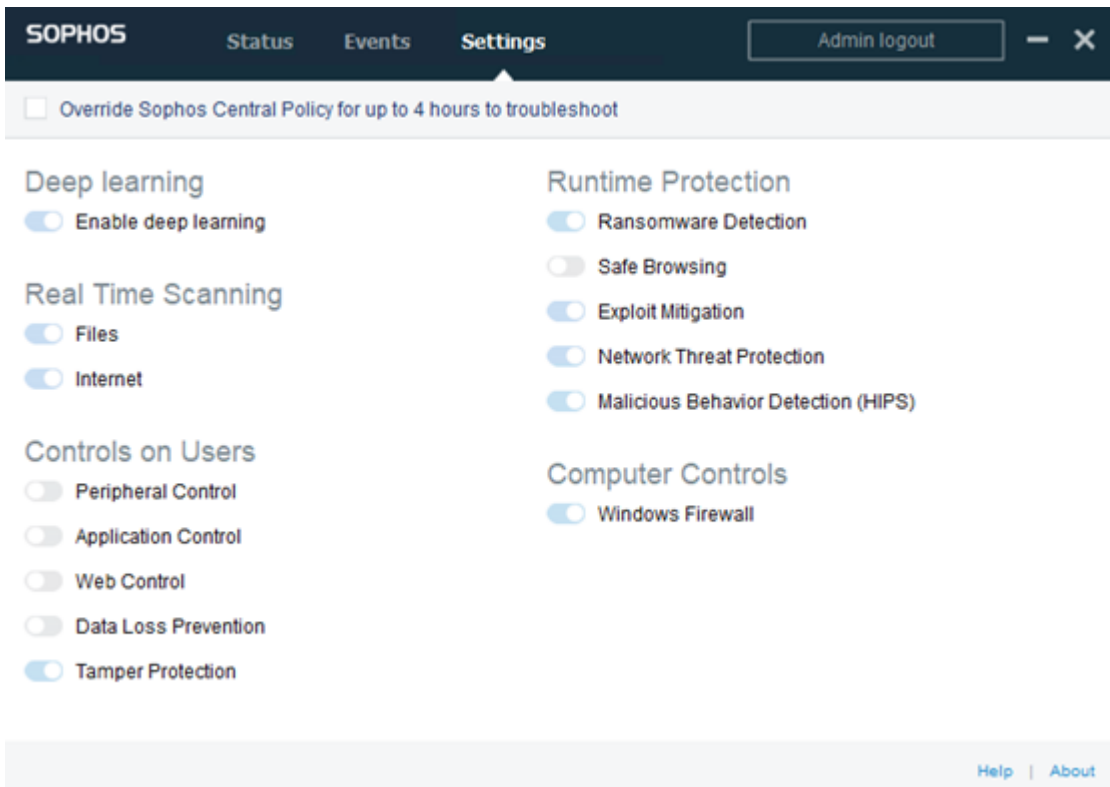 SOPHOS
Status Events Settings Admin logout
Override Sophos Central Policy for up to 4 hours to troubleshoot
Deep learning
Enable deep learning
Real Time Scanning
Files
Internet
Controls on Users
Peripheral Control
Application Control
Web Control
Data Loss Prevention
Tamper Protection
Runtime Protection
Ransomware Detection
Safe Browsing
Exploit Mitigation
Network Threat Protection
Malicious Behavior Detection (HIPS)
Computer Controls
Windows Firewall
Help | About